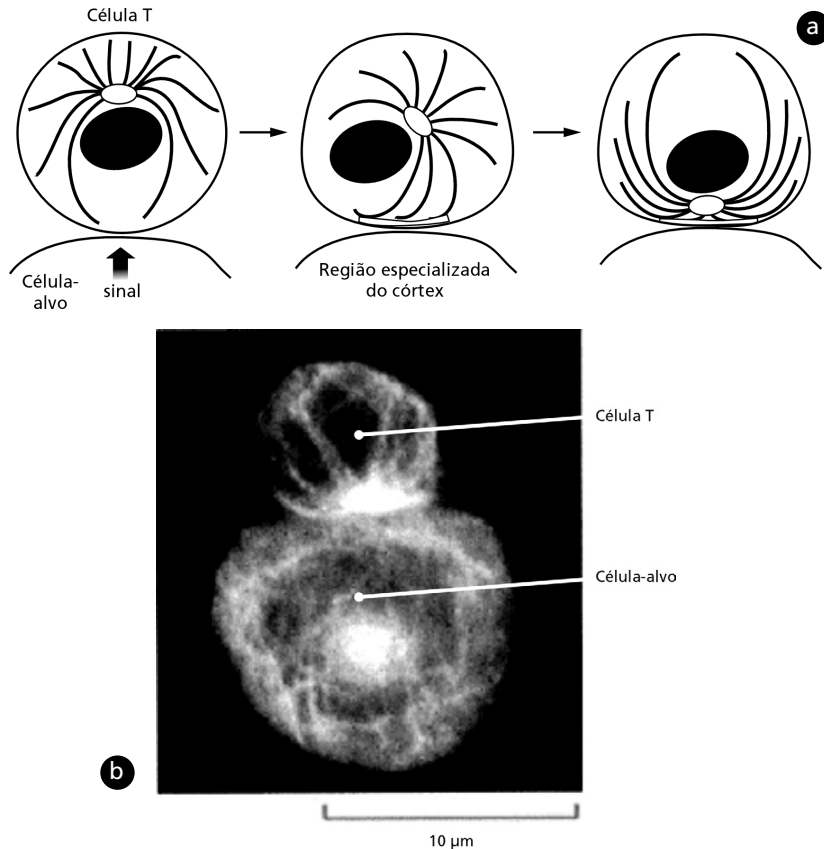 Célula T
a
Célula-
alvo
sinal
Região especializada
do córtex
Célula T
Célula-alvo
b
10 µm